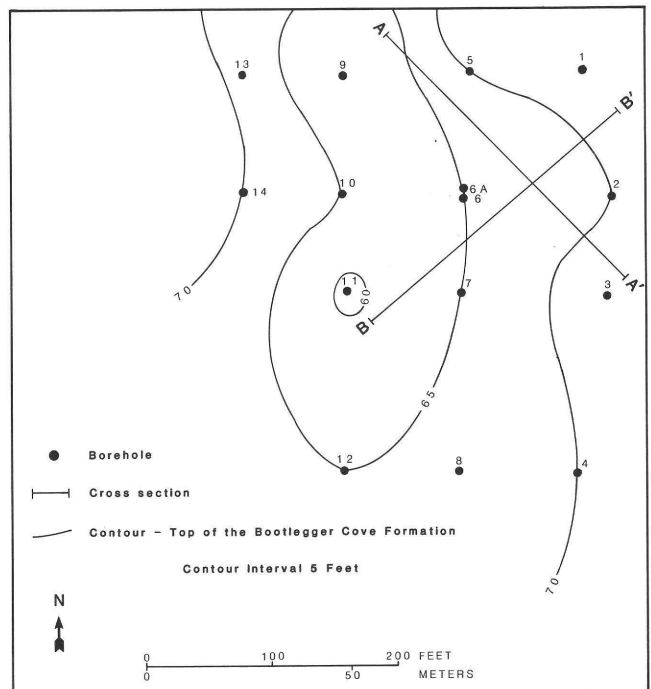 A
13
9
5
1
B'
14
10
6A
6
2
11
60
7
A'
3
70
B
65
12
8
4
Borehole
Cross section
Contour – Top of the Bootlegger Cove Formation
Contour Interval 5 Feet
70
N
0 100 200 FEET
0 50 METERS